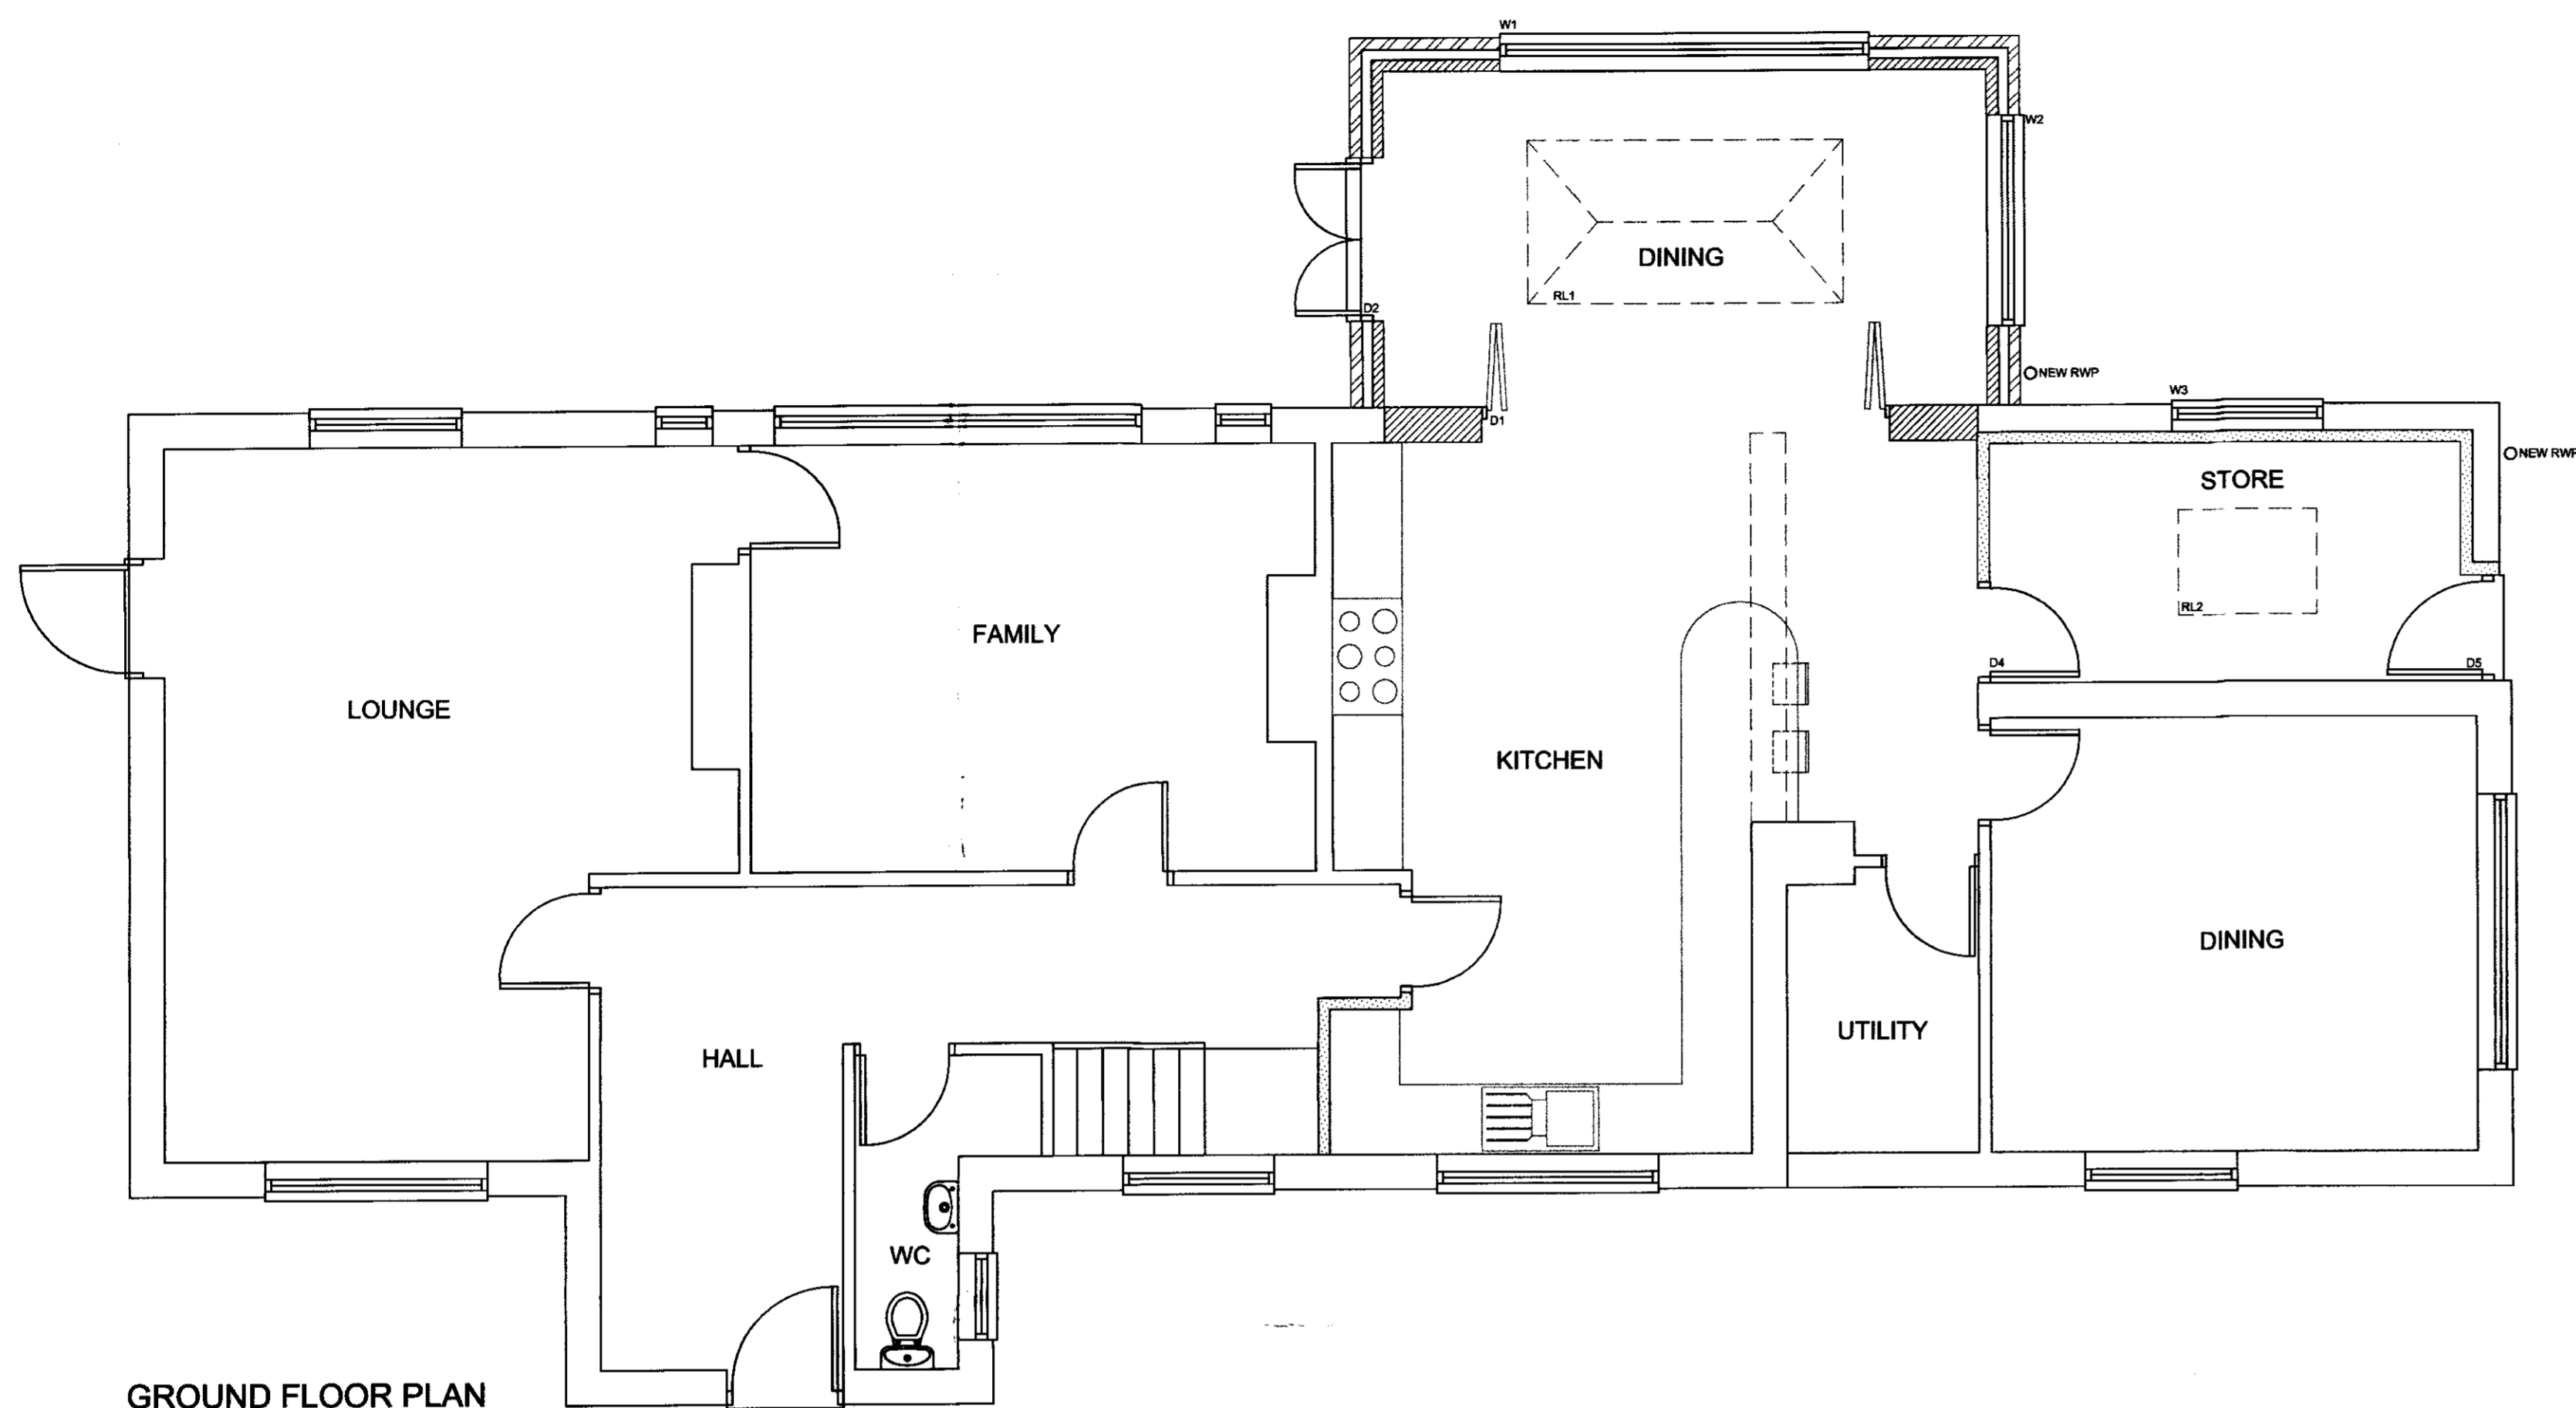 W1
W2
DINING
RL1
D2
NEW RWP
W3
D1
NEW RWP
STORE
RL2
FAMILY
D4
D5
LOUNGE
KITCHEN
DINING
UTILITY
HALL
WC
GROUND FLOOR PLAN